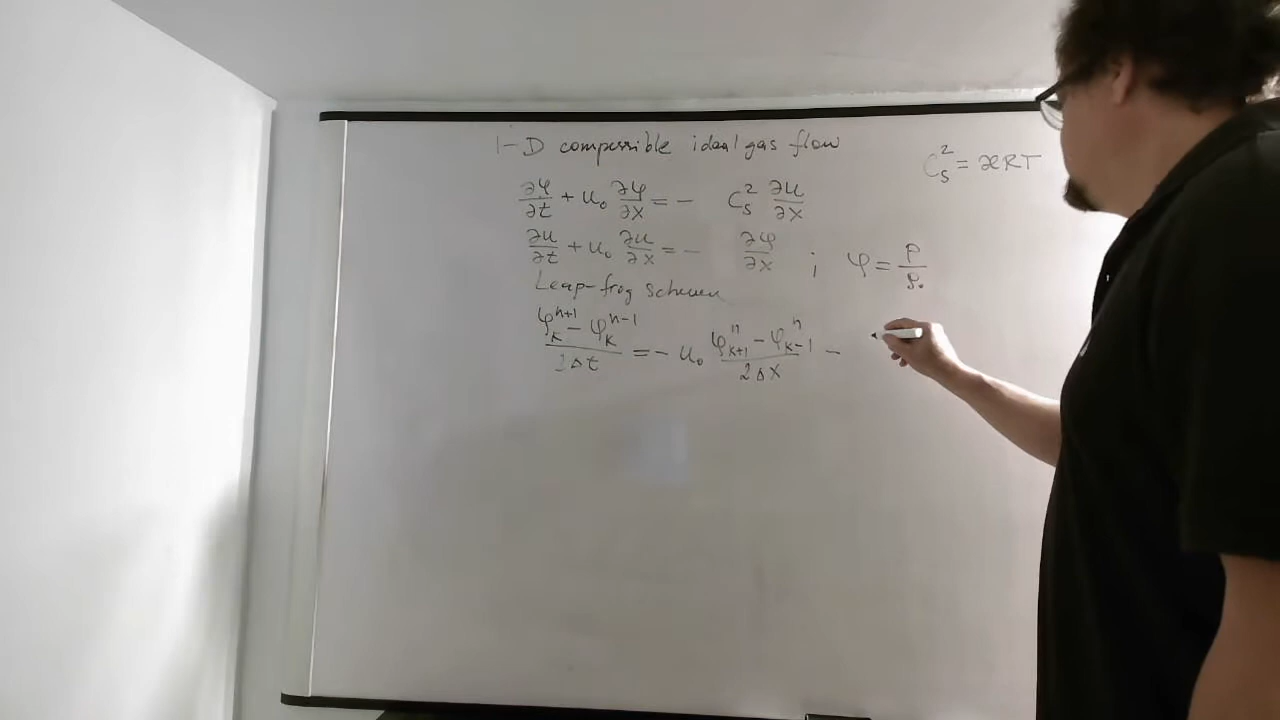 1-D compressible ideal gas flow
C_s^2 = æRT
∂φ/∂t + u_0 ∂φ/∂x = - C_s^2 ∂u/∂x
∂u/∂t + u_0 ∂u/∂x = - ∂φ/∂x ; φ = P/ρ_0
Leap-frog scheme
(φ_k^{n+1} - φ_k^{n-1})/(2Δt) = - u_0 (φ_{k+1}^n - φ_{k-1}^n)/(2Δx) -